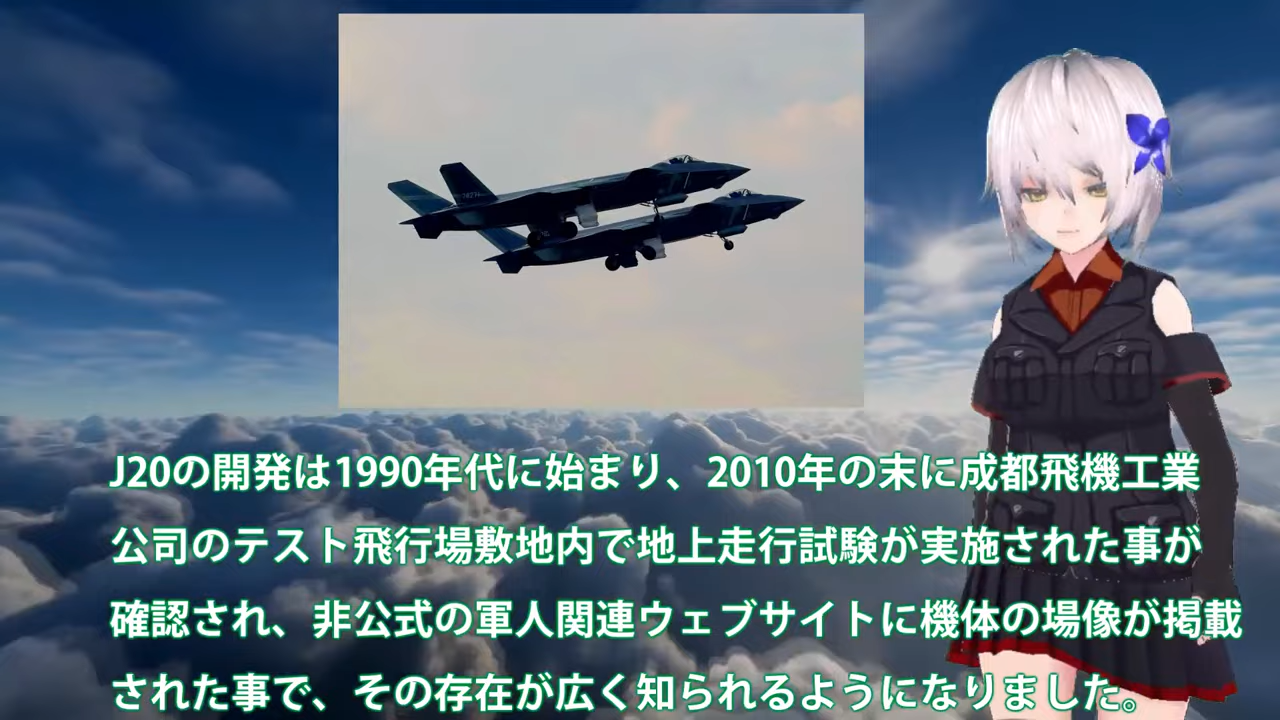 J20の開発は1990年代に始まり、2010年の末に成都飛機工業
公司のテスト飛行場敷地内で地上走行試験が実施された事が
確認され、非公式の軍人関連ウェブサイトに機体の場像が掲載
された事で、その存在が広く知られるようになりました。